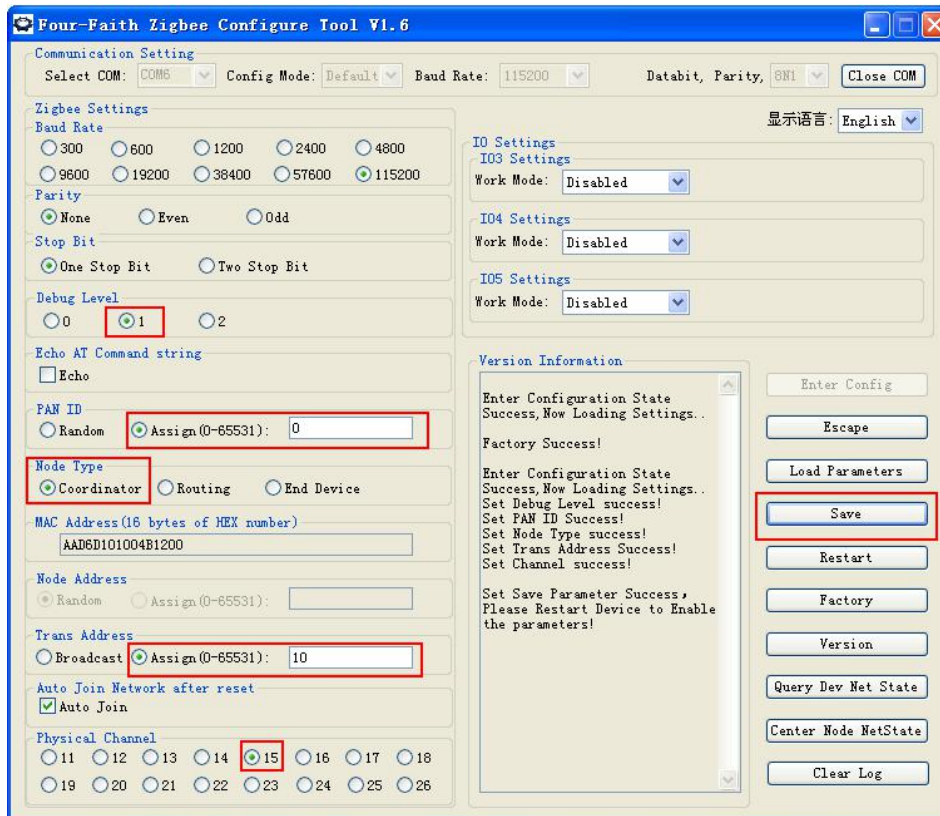 Four-Faith Zigbee Configure Tool V1.6
Communication Setting
Select COM: COM6 Config Mode: Default Baud Rate: 115200 Databit, Parity, 8N1 Close COM
显示语言: English
Zigbee Settings
Baud Rate
300 600 1200 2400 4800
9600 19200 38400 57600 115200
Parity
None Even Odd
Stop Bit
One Stop Bit Two Stop Bit
Debug Level
0 1 2
Echo AT Command string
Echo
PAN ID
Random Assign(0-65531): 0
Node Type
Coordinator Routing End Device
MAC Address(16 bytes of HEX number)
AAD6D101004B1200
Node Address
Random Assign(0-65531):
Trans Address
Broadcast Assign(0-65531): 10
Auto Join Network after reset
Auto Join
Physical Channel
11 12 13 14 15 16 17 18
19 20 21 22 23 24 25 26
IO Settings
IO3 Settings
Work Mode: Disabled
IO4 Settings
Work Mode: Disabled
IO5 Settings
Work Mode: Disabled
Version Information
Enter Configuration State
Success,Now Loading Settings..
Factory Success!
Enter Configuration State
Success,Now Loading Settings..
Set Debug Level success!
Set PAN ID Success!
Set Node Type success!
Set Trans Address Success!
Set Channel success!
Set Save Parameter Success,
Please Restart Device to Enable
the parameters!
Enter Config
Escape
Load Parameters
Save
Restart
Factory
Version
Query Dev Net State
Center Node NetState
Clear Log